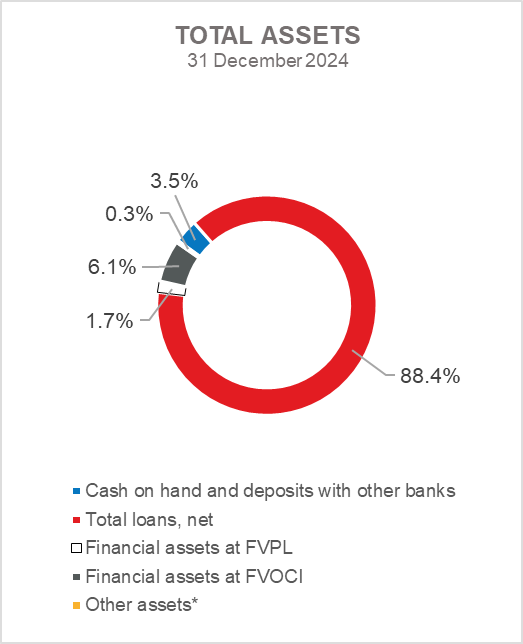 TOTAL ASSETS
31 December 2024
3.5%
0.3%
6.1%
1.7%
88.4%
Cash on hand and deposits with other banks
Total loans, net
Financial assets at FVPL
Financial assets at FVOCI
Other assets*